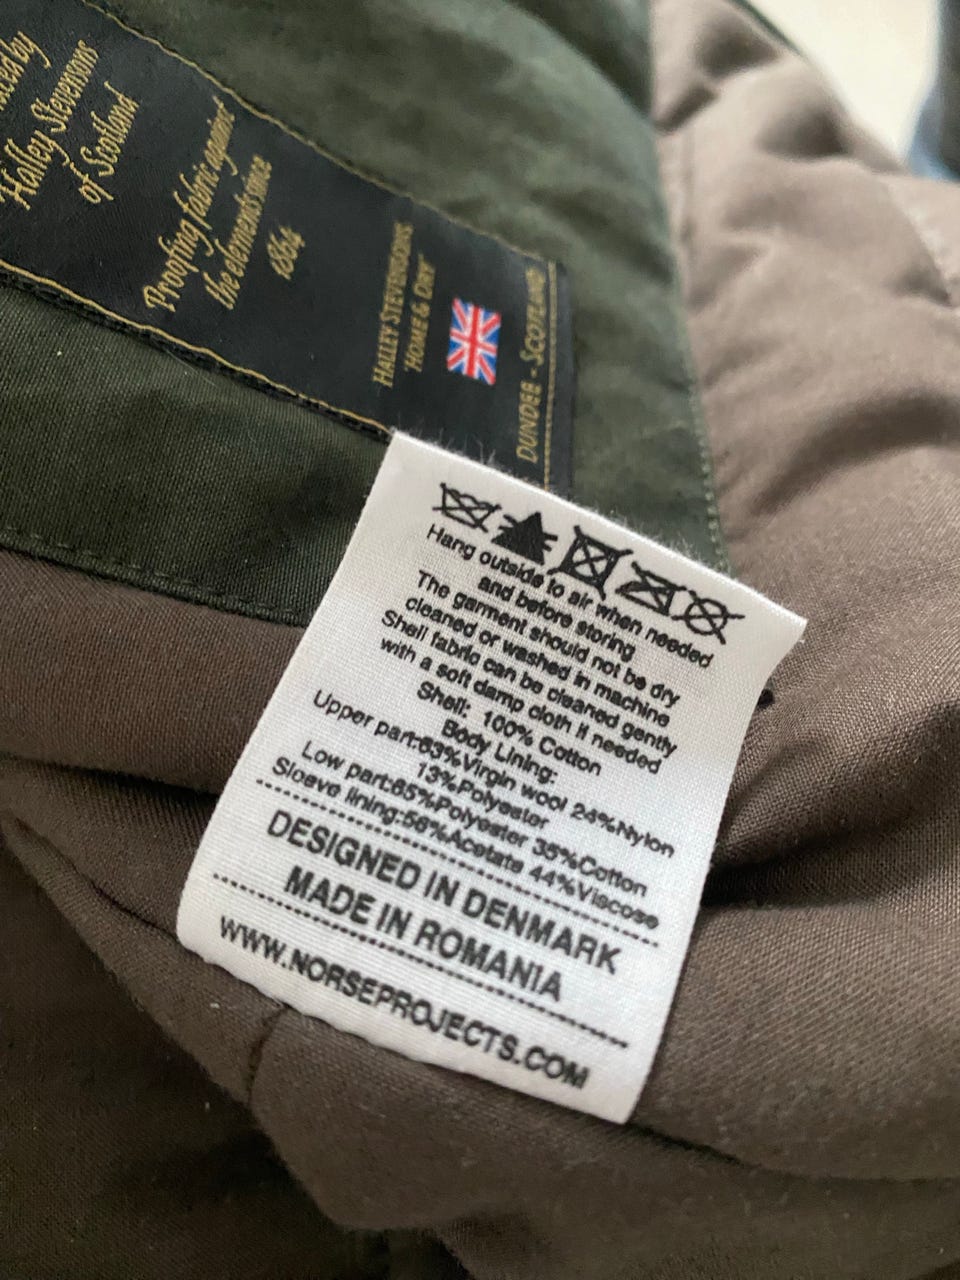 Halley Stevensons
of Scotland
Proofing fabric against
the elements since
1864
HALLEY STEVENSONS
'HOME & DRY'
DUNDEE - SCOTLAND
Hang outside to air when needed
and before storing
The garment should not be dry
cleaned or washed in machine
Shell fabric can be cleaned gently
with a soft damp cloth if needed
Shell: 100% Cotton
Body Lining:
Upper part:63%Virgin wool 24%Nylon
13%Polyester
Low part:65%Polyester 35%Cotton
Sleeve lining:56%Acetata 44%Viscose
DESIGNED IN DENMARK
MADE IN ROMANIA
WWW.NORSEPROJECTS.COM